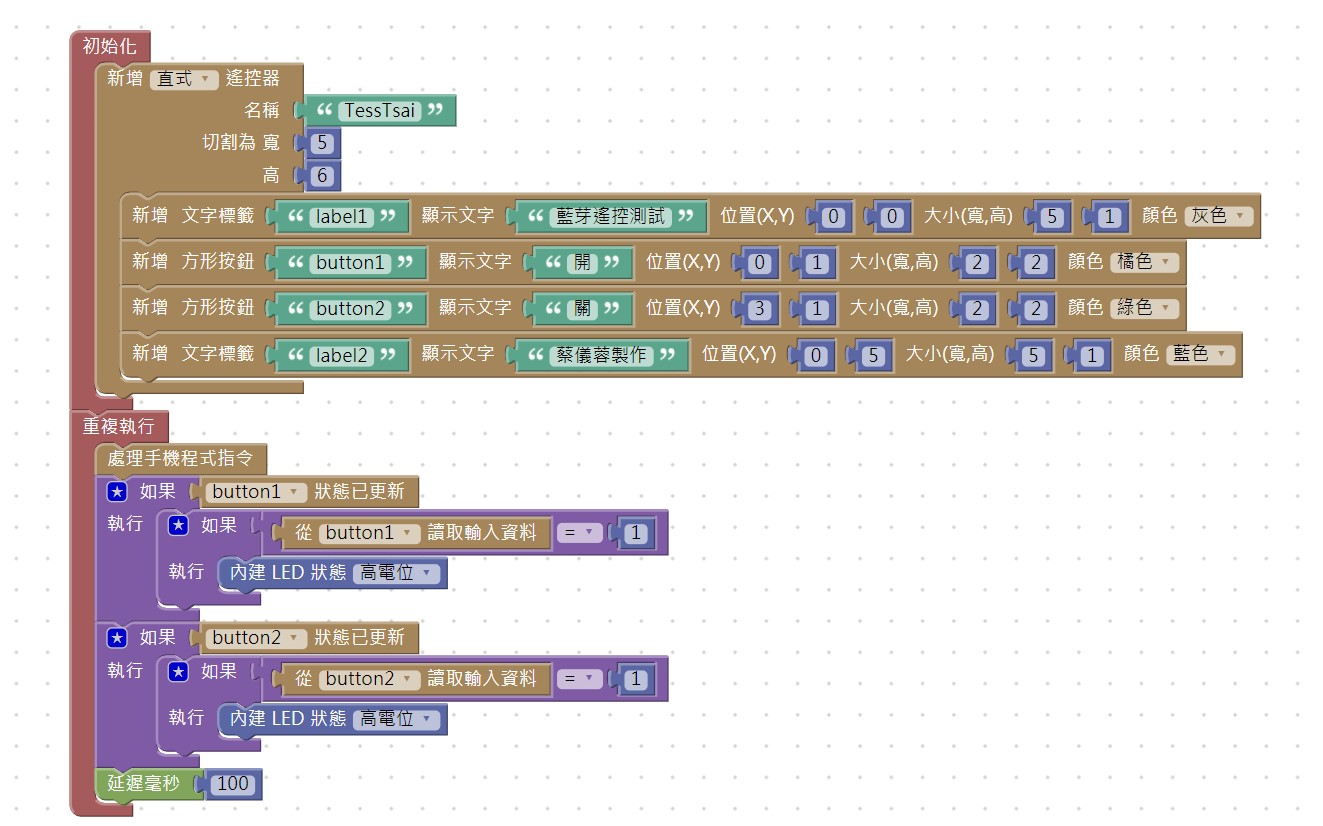 初始化
新增 直式 遙控器
名稱 “ TessTsai ”
切割為 寬 5
高 6
新增 文字標籤 “ label1 ” 顯示文字 “ 藍芽遙控測試 ” 位置(X,Y) 0 0 大小(寬,高) 5 1 顏色 灰色
新增 方形按鈕 “ button1 ” 顯示文字 “ 開 ” 位置(X,Y) 0 1 大小(寬,高) 2 2 顏色 橘色
新增 方形按鈕 “ button2 ” 顯示文字 “ 關 ” 位置(X,Y) 3 1 大小(寬,高) 2 2 顏色 綠色
新增 文字標籤 “ label2 ” 顯示文字 “ 蔡儀蓉製作 ” 位置(X,Y) 0 5 大小(寬,高) 5 1 顏色 藍色
重複執行
處理手機程式指令
如果 button1 狀態已更新
執行 如果 從 button1 讀取輸入資料 = 1
執行 內建 LED 狀態 高電位
如果 button2 狀態已更新
執行 如果 從 button2 讀取輸入資料 = 1
執行 內建 LED 狀態 高電位
延遲毫秒 100